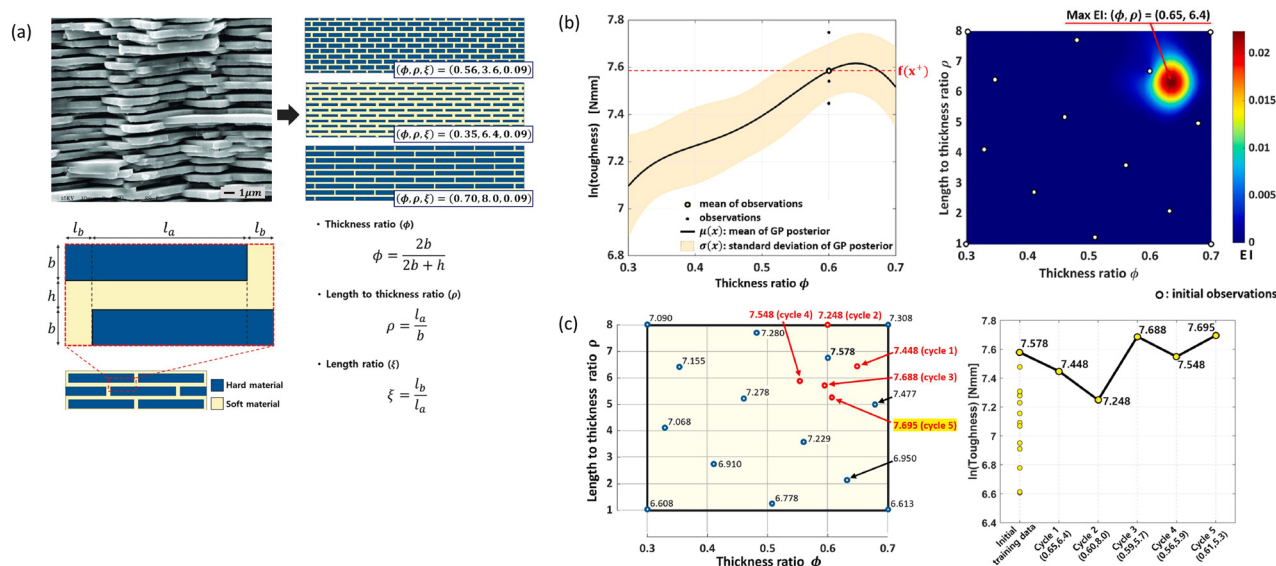 (a)
1μm
(ϕ, ρ, ξ) = (0.56, 3.6, 0.09)
(ϕ, ρ, ξ) = (0.35, 6.4, 0.09)
(ϕ, ρ, ξ) = (0.70, 8.0, 0.09)
l_b l_a l_b
b
h
b
Hard material
Soft material
• Thickness ratio (ϕ)
ϕ = 2b / (2b + h)
• Length to thickness ratio (ρ)
ρ = l_a / b
• Length ratio (ξ)
ξ = l_b / l_a
(b)
ln(toughness) [Nmm]
7.8
7.6
7.4
7.2
7
6.8
f(x⁺)
mean of observations
observations
μ(x): mean of GP posterior
σ(x): standard deviation of GP posterior
0.3 0.4 0.5 0.6 0.7
Thickness ratio ϕ
Max EI: (ϕ, ρ) = (0.65, 6.4)
Length to thickness ratio ρ
8
7
6
5
4
3
2
1
0.3 0.4 0.5 0.6 0.7
Thickness ratio ϕ
0.02
0.015
0.01
0.005
0
EI
: initial observations
(c)
Length to thickness ratio ρ
8
7
6
5
4
3
2
1
7.548 (cycle 4)
7.248 (cycle 2)
7.090
7.280
7.308
7.155
7.578
7.448 (cycle 1)
7.688 (cycle 3)
7.278
7.477
7.695 (cycle 5)
7.068
7.229
6.910
6.950
6.608
6.778
6.613
0.3 0.4 0.5 0.6 0.7
Thickness ratio ϕ
ln(Toughness) [Nmm]
7.8
7.6
7.4
7.2
7
6.8
6.6
6.4
7.578
7.448
7.248
7.688
7.548
7.695
Initial
training data
Cycle 1
(0.65,6.4)
Cycle 2
(0.60,8.0)
Cycle 3
(0.59,5.7)
Cycle 4
(0.56,5.9)
Cycle 5
(0.61,5.3)